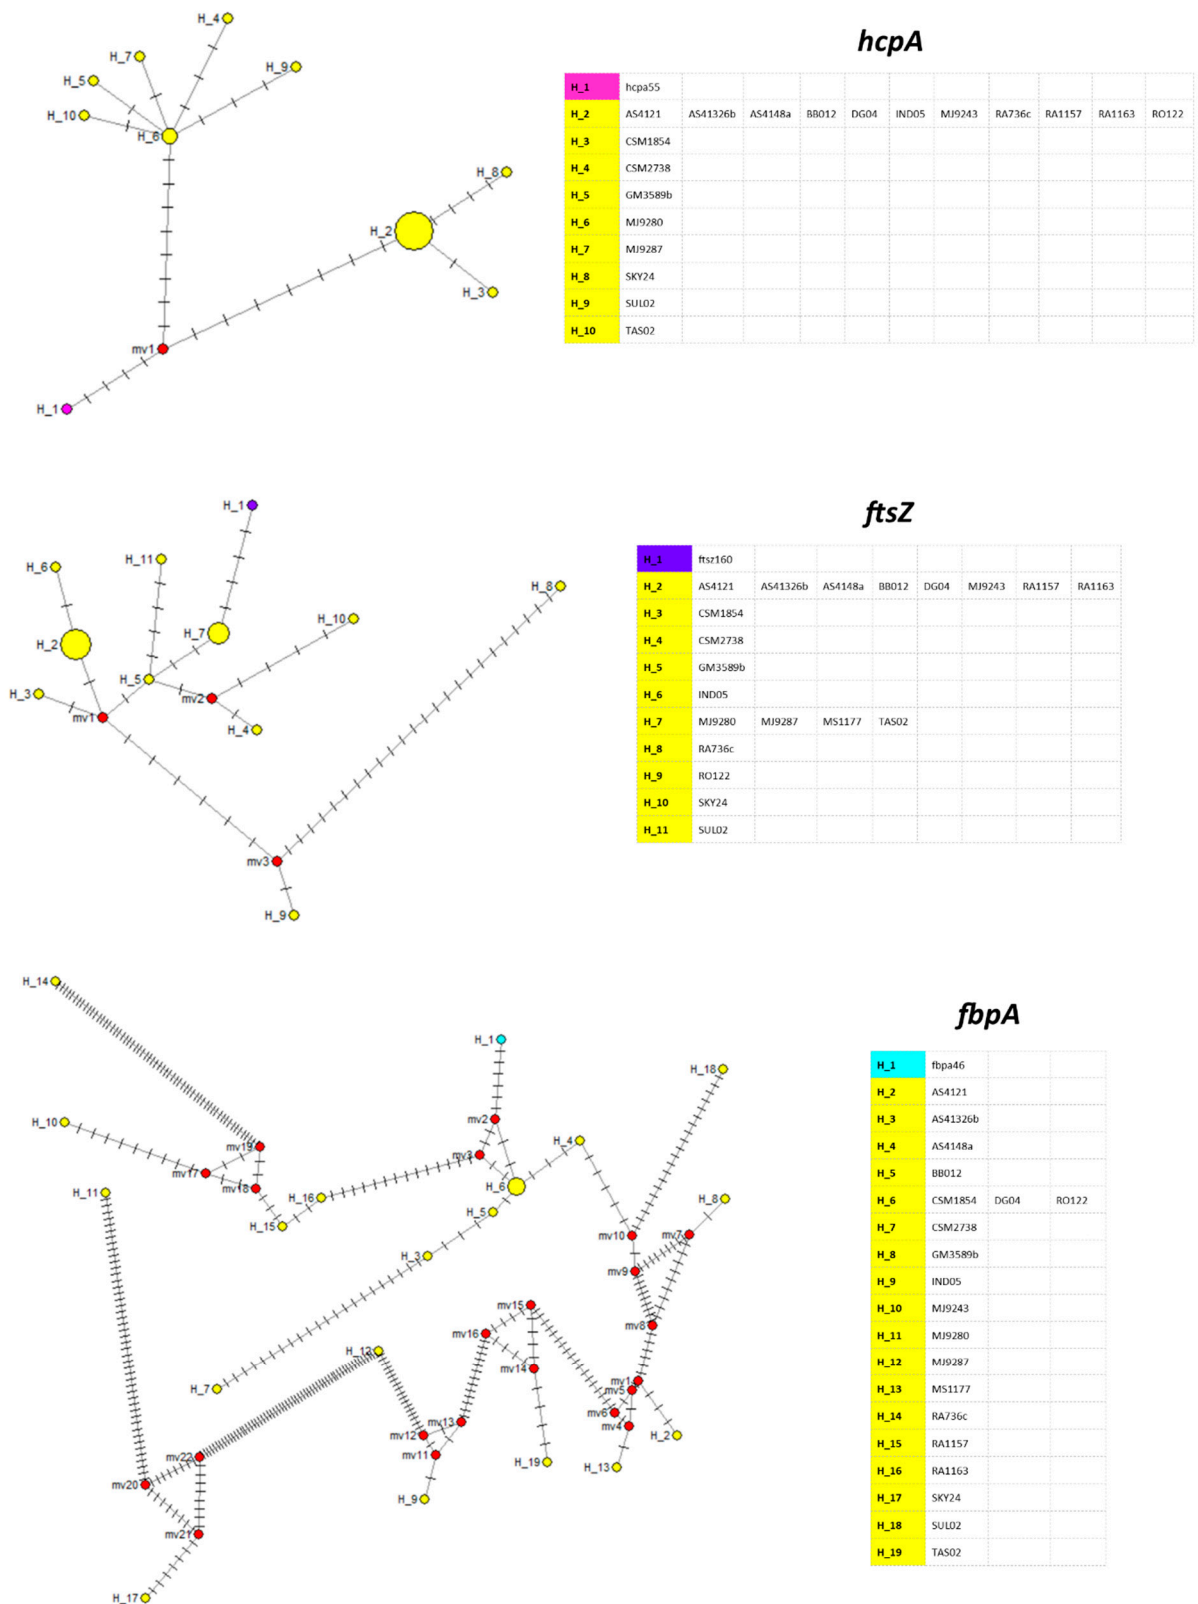 hcpA
H_4
H_7
H_9
H_5
H_10
H_6
H_8
H_2
H_3
mv1
H_1
H_1 hcpa55
H_2 AS4121 AS41326b AS4148a BB012 DG04 IND05 MJ9243 RA736c RA1157 RA1163 RO122
H_3 CSM1854
H_4 CSM2738
H_5 GM3589b
H_6 MJ9280
H_7 MJ9287
H_8 SKY24
H_9 SUL02
H_10 TAS02
ftsZ
H_1
H_6
H_11
H_8
H_2
H_7
H_10
H_5
H_3
mv2
mv1
H_4
mv3
H_9
H_1 ftsz160
H_2 AS4121 AS41326b AS4148a BB012 DG04 MJ9243 RA1157 RA1163
H_3 CSM1854
H_4 CSM2738
H_5 GM3589b
H_6 IND05
H_7 MJ9280 MJ9287 MS1177 TAS02
H_8 RA736c
H_9 RO122
H_10 SKY24
H_11 SUL02
fbpA
H_14
H_1
H_18
H_10
mv2
mv19
H_4
mv3
mv17
mv18
H_6
H_11
H_16
H_8
H_15
H_5
mv10
mv7
H_3
mv9
mv15
mv8
mv16
H_12
mv14
mv1
H_7
mv5
mv6
mv13
mv4
mv12
H_2
mv11
mv22
H_19
H_13
mv20
H_9
mv21
H_17
H_1 fbpa46
H_2 AS4121
H_3 AS41326b
H_4 AS4148a
H_5 BB012
H_6 CSM1854 DG04 RO122
H_7 CSM2738
H_8 GM3589b
H_9 IND05
H_10 MJ9243
H_11 MJ9280
H_12 MJ9287
H_13 MS1177
H_14 RA736c
H_15 RA1157
H_16 RA1163
H_17 SKY24
H_18 SUL02
H_19 TAS02